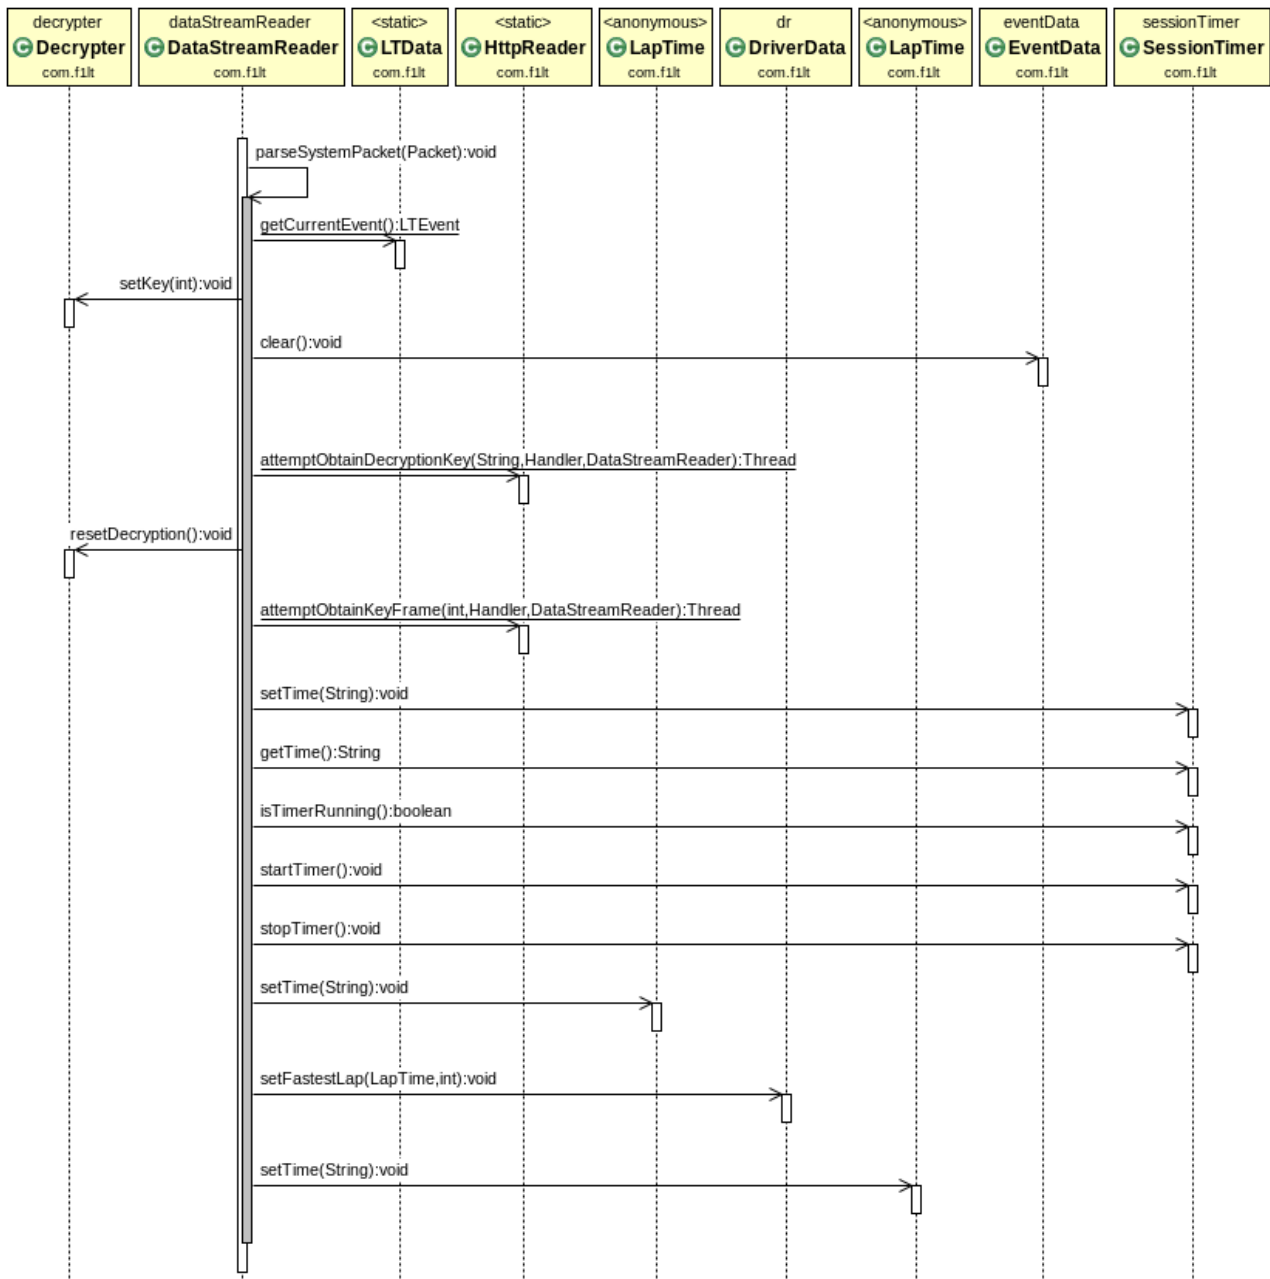 decrypter
C Decrypter
com.f1lt
dataStreamReader
C DataStreamReader
com.f1lt
<static>
C LTData
com.f1lt
<static>
C HttpReader
com.f1lt
<anonymous>
C LapTime
com.f1lt
dr
C DriverData
com.f1lt
<anonymous>
C LapTime
com.f1lt
eventData
C EventData
com.f1lt
sessionTimer
C SessionTimer
com.f1lt
parseSystemPacket(Packet):void
getCurrentEvent():LTEvent
setKey(int):void
clear():void
attemptObtainDecryptionKey(String,Handler,DataStreamReader):Thread
resetDecryption():void
attemptObtainKeyFrame(int,Handler,DataStreamReader):Thread
setTime(String):void
getTime():String
isTimerRunning():boolean
startTimer():void
stopTimer():void
setTime(String):void
setFastestLap(LapTime,int):void
setTime(String):void